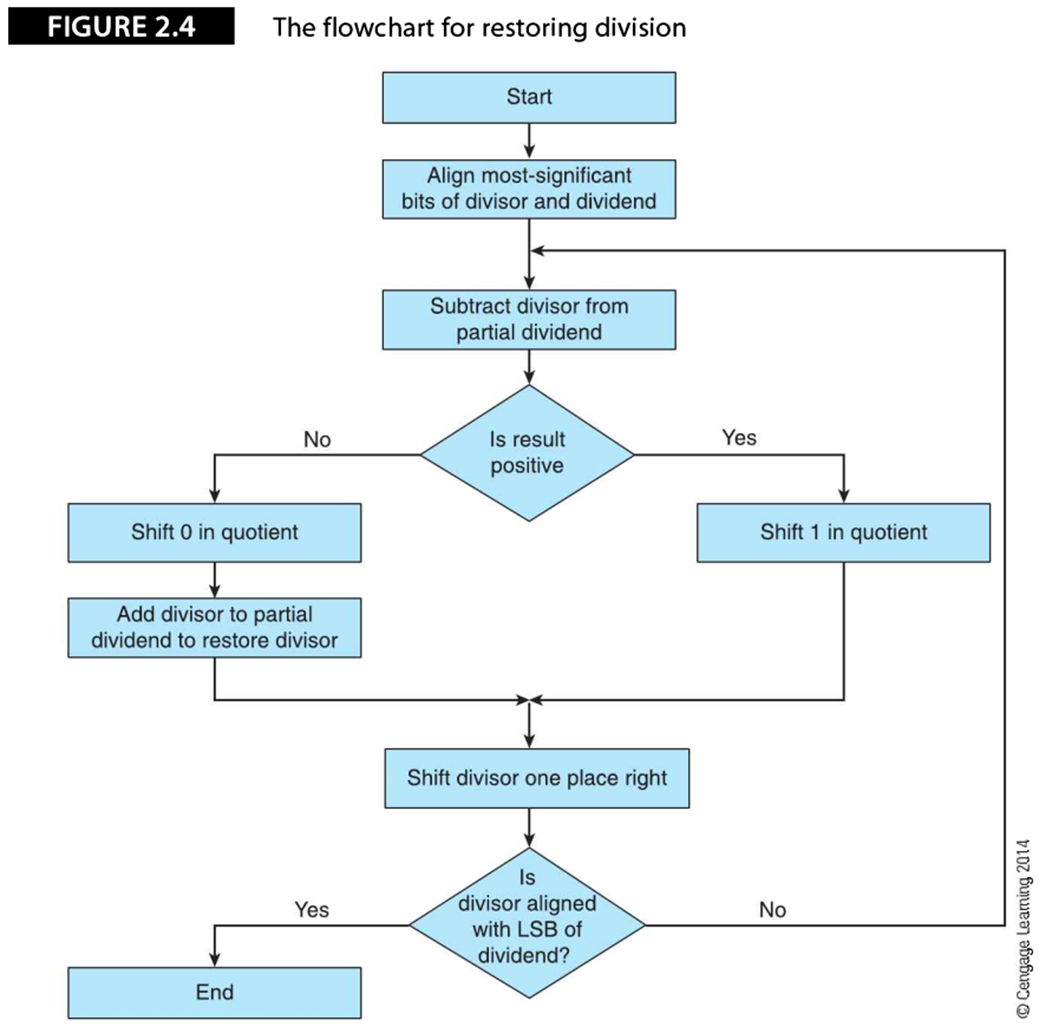 FIGURE 2.4
The flowchart for restoring division
Start
Align most-significant
bits of divisor and dividend
Subtract divisor from
partial dividend
Is result
positive
No
Yes
Shift 0 in quotient
Shift 1 in quotient
Add divisor to partial
dividend to restore divisor
Shift divisor one place right
Is
divisor aligned
with LSB of
dividend?
Yes
No
End
© Cengage Learning 2014